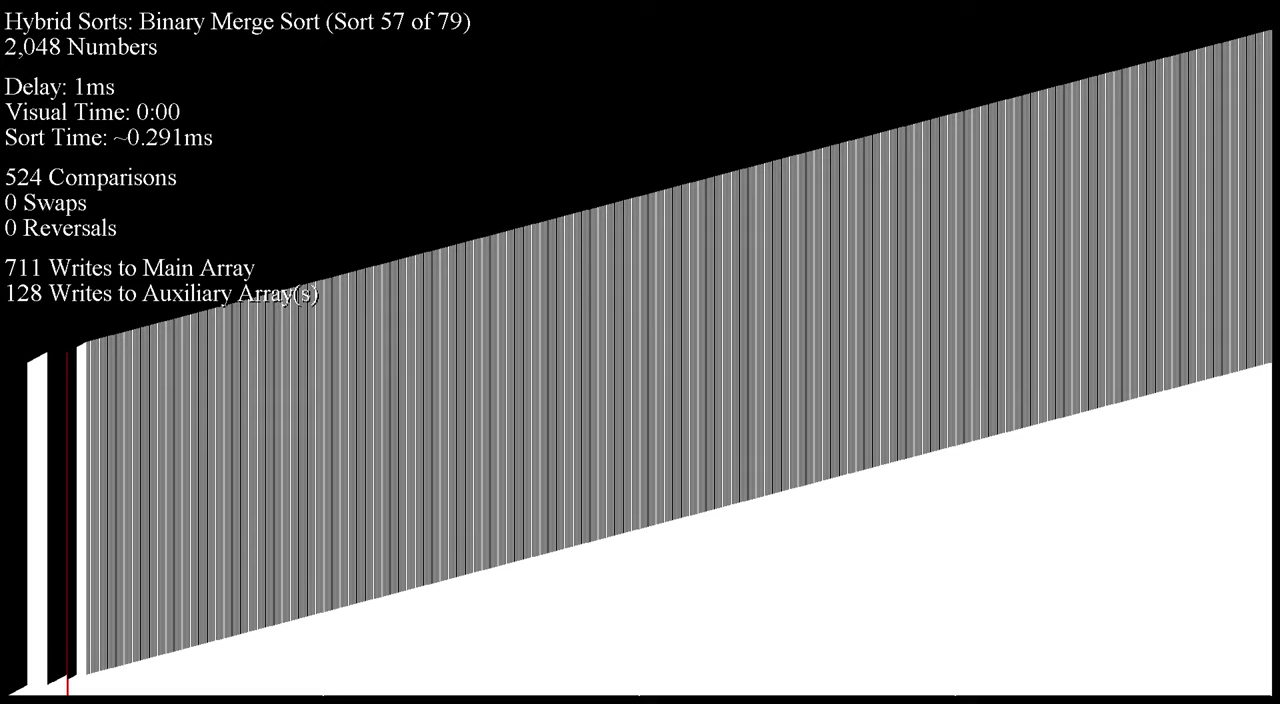 Hybrid Sorts: Binary Merge Sort (Sort 57 of 79)
2,048 Numbers
Delay: 1ms
Visual Time: 0:00
Sort Time: ~0.291ms
524 Comparisons
0 Swaps
0 Reversals
711 Writes to Main Array
128 Writes to Auxiliary Array(s)